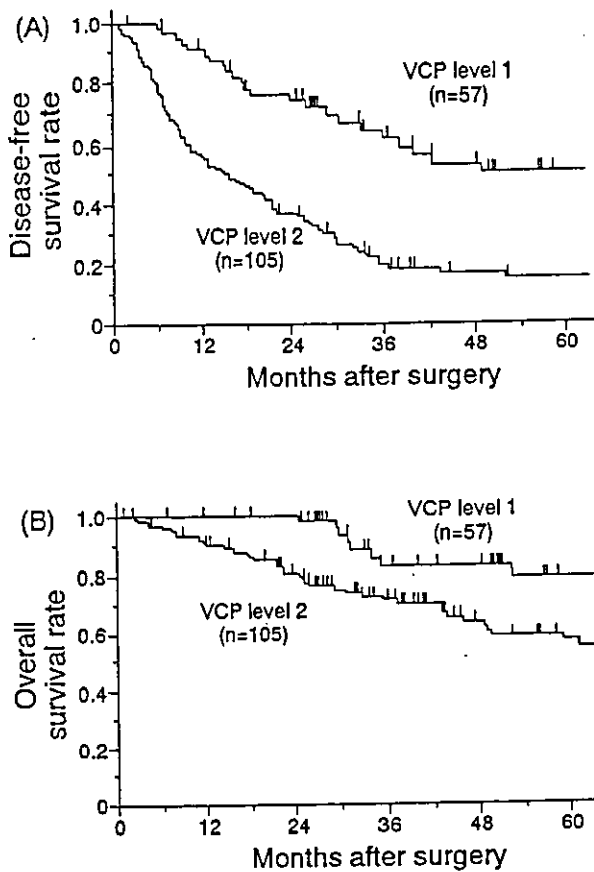 (A)
Disease-free
survival rate
1.0
0.8
0.6
0.4
0.2
0
VCP level 1
(n=57)
VCP level 2
(n=105)
0 12 24 36 48 60
Months after surgery
(B)
Overall
survival rate
1.0
0.8
0.6
0.4
0.2
0
VCP level 1
(n=57)
VCP level 2
(n=105)
0 12 24 36 48 60
Months after surgery